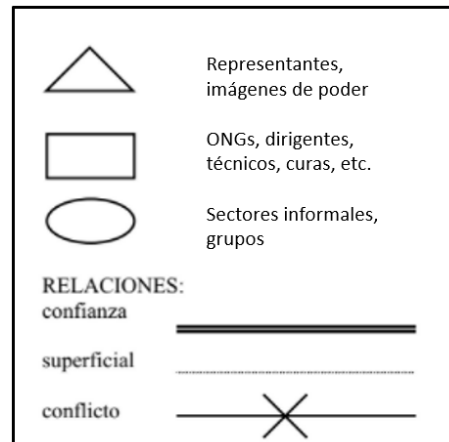 Representantes,
imágenes de poder
ONGs, dirigentes,
técnicos, curas, etc.
Sectores informales,
grupos
RELACIONES:
confianza
superficial
conflicto